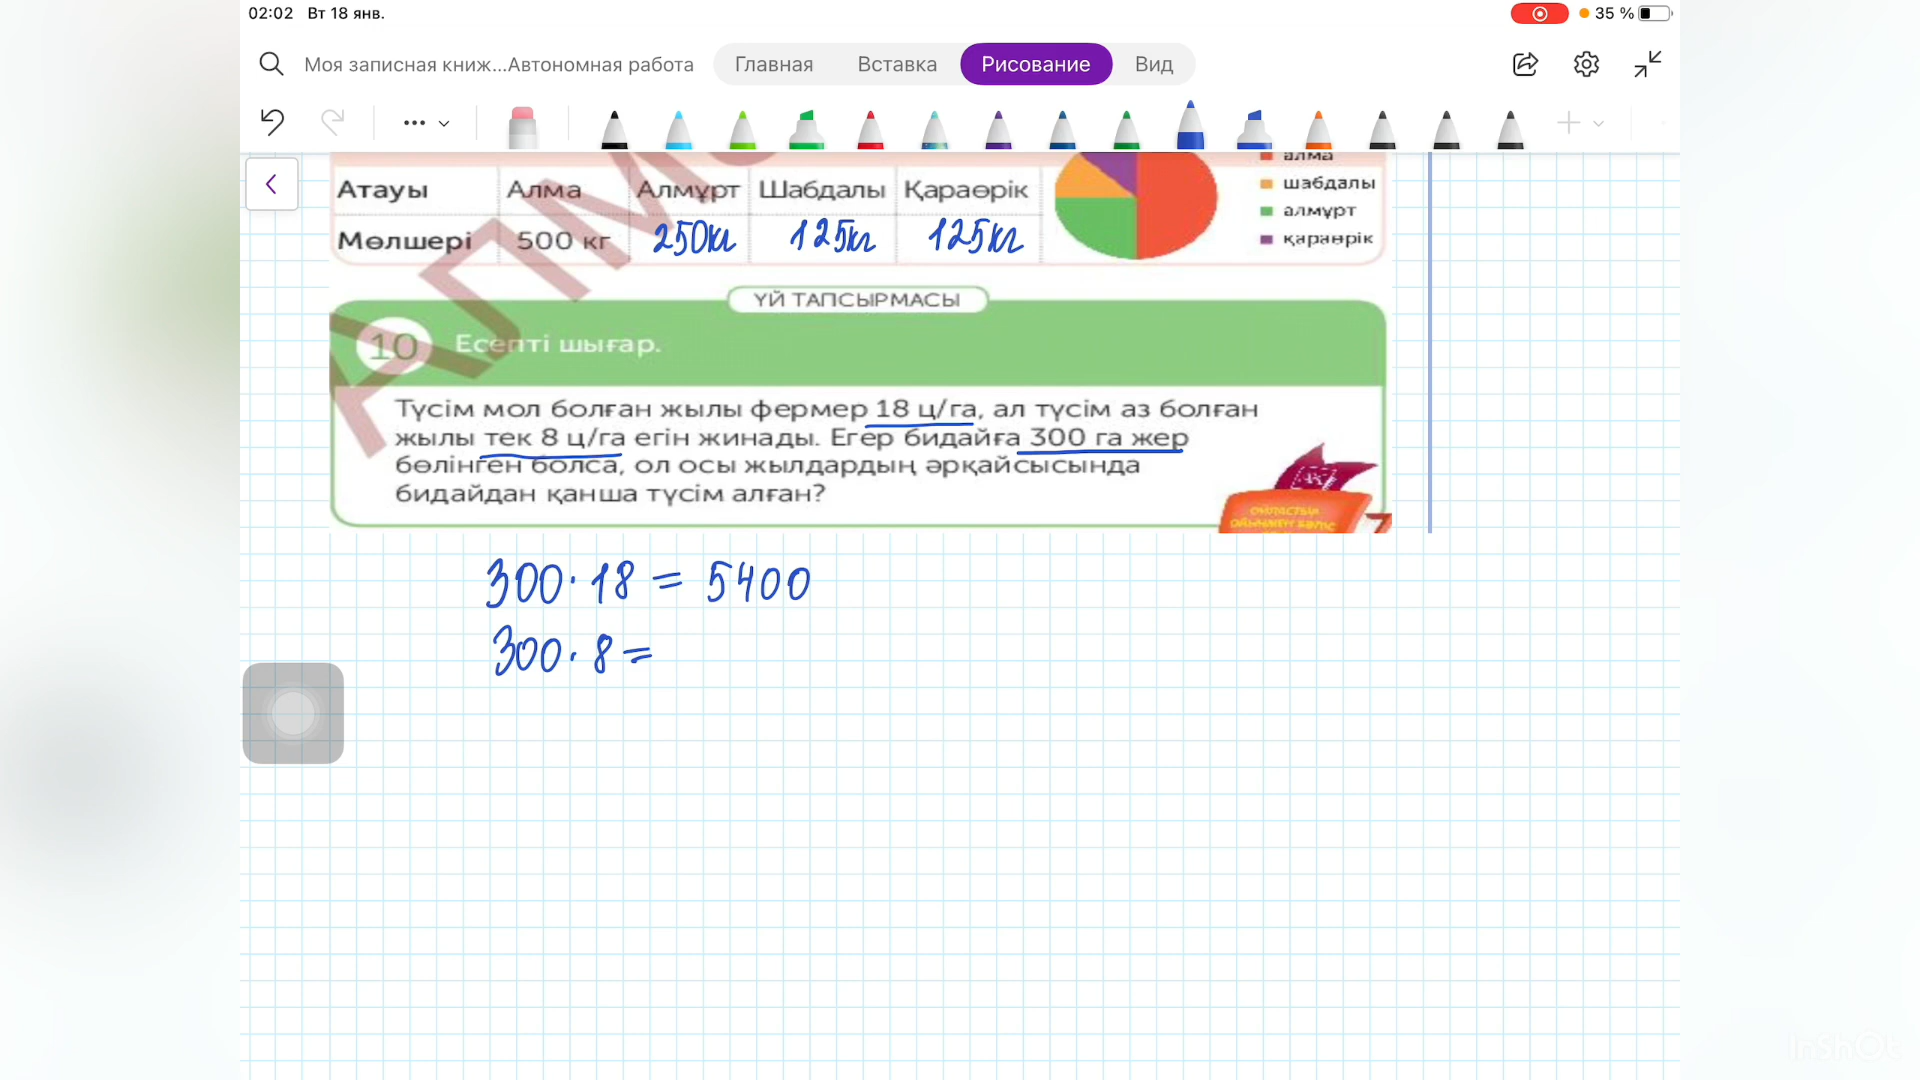 02:02 Вт 18 янв.
35 %
Моя записная книж...Автономная работа
Главная Вставка Рисование Вид
алма
Атауы Алма Алмұрт Шабдалы Қараөрік
шабдалы
алмұрт
Мөлшері 500 кг 250кг 125кг 125кг
қараөрік
ҮЙ ТАПСЫРМАСЫ
10 Есепті шығар.
Түсім мол болған жылы фермер 18 ц/га, ал түсім аз болған
жылы тек 8 ц/га егін жинады. Егер бидайға 300 га жер
бөлінген болса, ол осы жылдардың әрқайсысында
бидайдан қанша түсім алған?
300 · 18 = 5400
300 · 8 =
InShOt